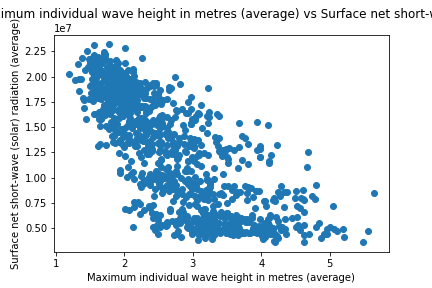 imum individual wave height in metres (average) vs Surface net short-w
1e7
2.25
2.00
1.75
1.50
1.25
1.00
0.75
0.50
Surface net short-wave (solar) radiation (average)
1 2 3 4 5
Maximum individual wave height in metres (average)